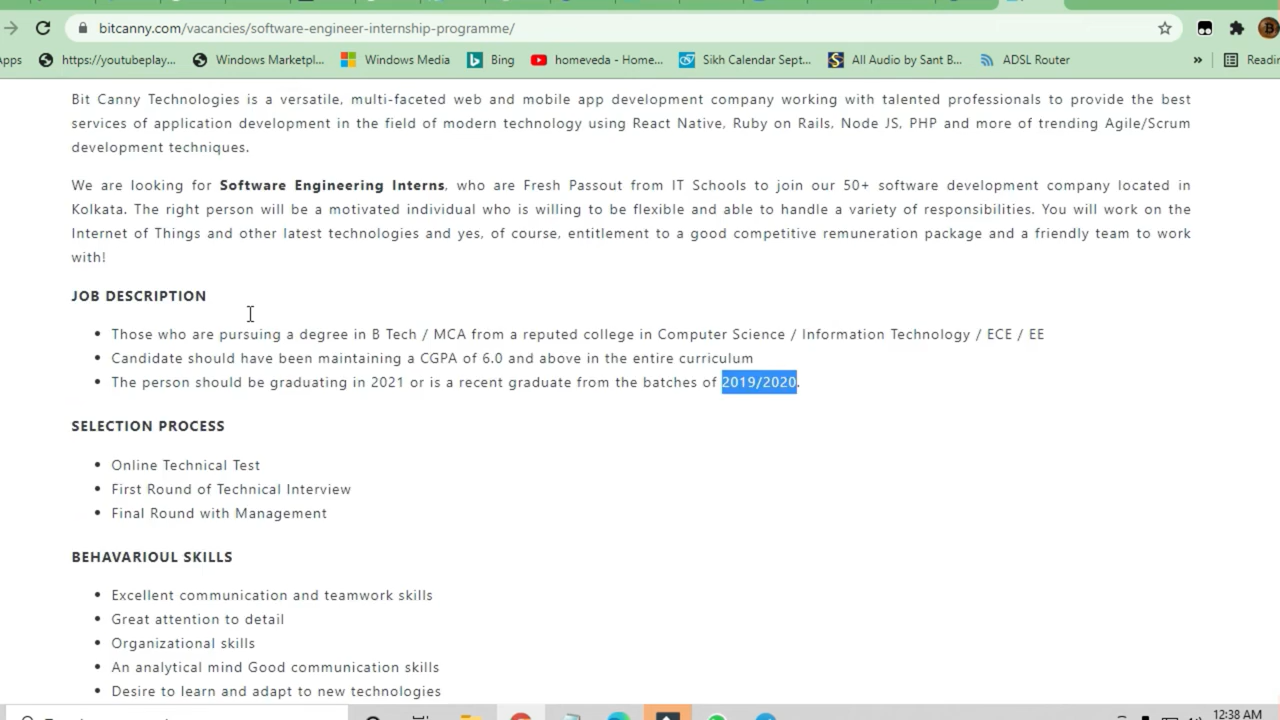 bitcanny.com/vacancies/software-engineer-internship-programme/
Apps https://youtubeplay... Windows Marketpl... Windows Media Bing homeveda - Home... Sikh Calendar Sept... All Audio by Sant B... ADSL Router »
Bit Canny Technologies is a versatile, multi-faceted web and mobile app development company working with talented professionals to provide the best
services of application development in the field of modern technology using React Native, Ruby on Rails, Node JS, PHP and more of trending Agile/Scrum
development techniques.
We are looking for Software Engineering Interns, who are Fresh Passout from IT Schools to join our 50+ software development company located in
Kolkata. The right person will be a motivated individual who is willing to be flexible and able to handle a variety of responsibilities. You will work on the
Internet of Things and other latest technologies and yes, of course, entitlement to a good competitive remuneration package and a friendly team to work
with!
JOB DESCRIPTION
• Those who are pursuing a degree in B Tech / MCA from a reputed college in Computer Science / Information Technology / ECE / EE
• Candidate should have been maintaining a CGPA of 6.0 and above in the entire curriculum
• The person should be graduating in 2021 or is a recent graduate from the batches of 2019/2020.
SELECTION PROCESS
• Online Technical Test
• First Round of Technical Interview
• Final Round with Management
BEHAVARIOUL SKILLS
• Excellent communication and teamwork skills
• Great attention to detail
• Organizational skills
• An analytical mind Good communication skills
• Desire to learn and adapt to new technologies
12:38 AM